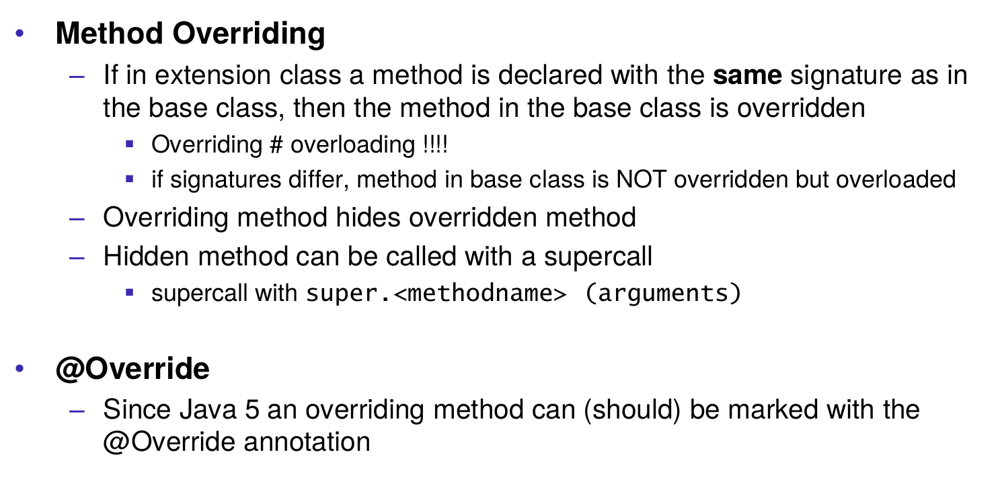 • Method Overriding
– If in extension class a method is declared with the same signature as in
the base class, then the method in the base class is overridden
▪ Overriding # overloading !!!!
▪ if signatures differ, method in base class is NOT overridden but overloaded
– Overriding method hides overridden method
– Hidden method can be called with a supercall
▪ supercall with super.<methodname> (arguments)
• @Override
– Since Java 5 an overriding method can (should) be marked with the
@Override annotation